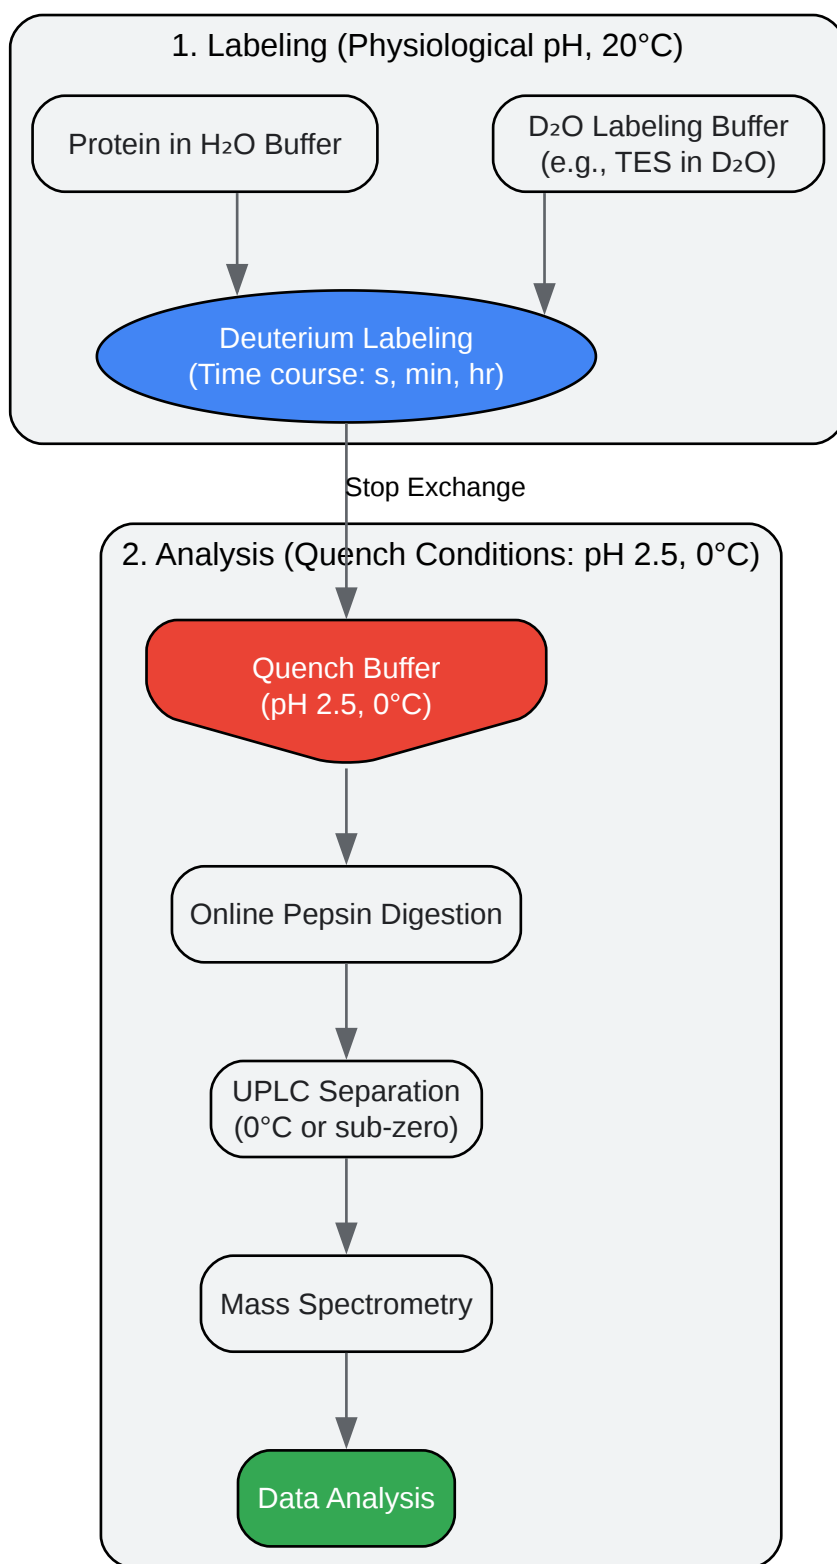 1. Labeling (Physiological pH, 20°C)
Protein in H₂O Buffer
D₂O Labeling Buffer
(e.g., TES in D₂O)
Deuterium Labeling
(Time course: s, min, hr)
Stop Exchange
2. Analysis (Quench Conditions: pH 2.5, 0°C)
Quench Buffer
(pH 2.5, 0°C)
Online Pepsin Digestion
UPLC Separation
(0°C or sub-zero)
Mass Spectrometry
Data Analysis